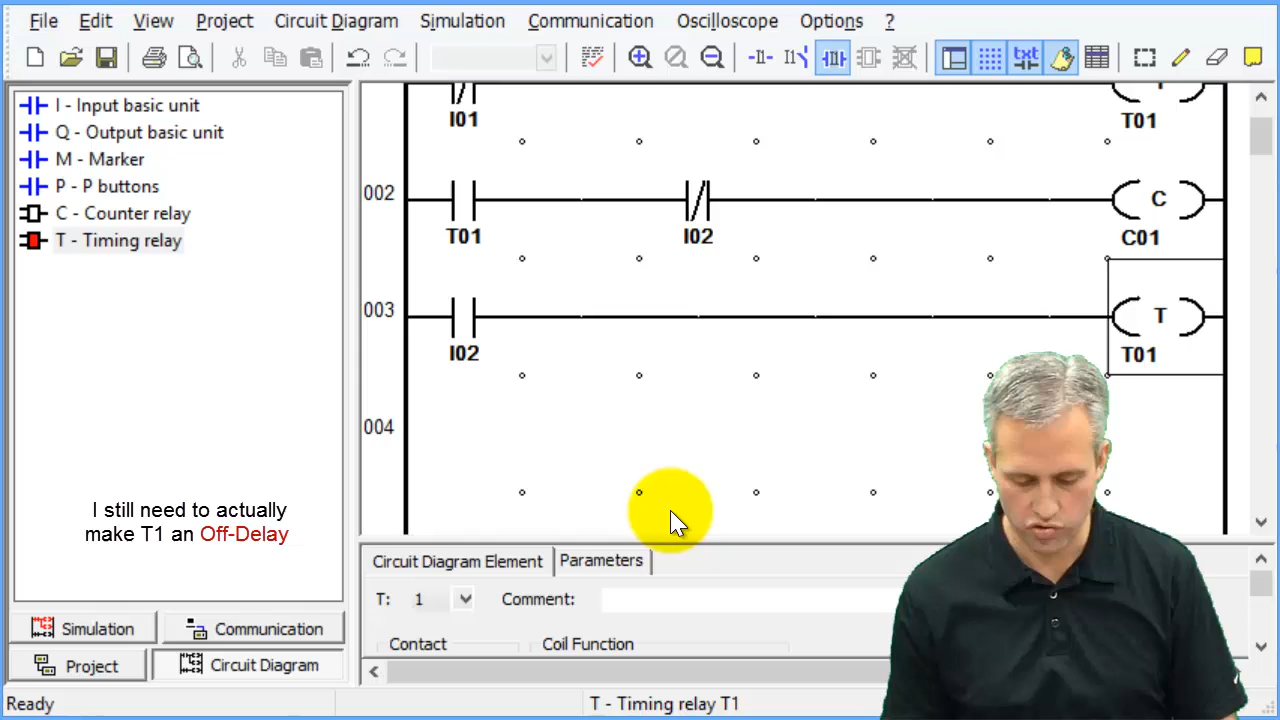 File Edit View Project Circuit Diagram Simulation Communication Oscilloscope Options ?
txt
I - Input basic unit
Q - Output basic unit
M - Marker
P - P buttons
C - Counter relay
T - Timing relay
I still need to actually
make T1 an Off-Delay
Simulation Communication
Project Circuit Diagram
I01
T01
002
C
T01 I02 C01
003
T
I02 T01
004
Circuit Diagram Element Parameters
T: 1 Comment:
Contact Coil Function
Ready T - Timing relay T1